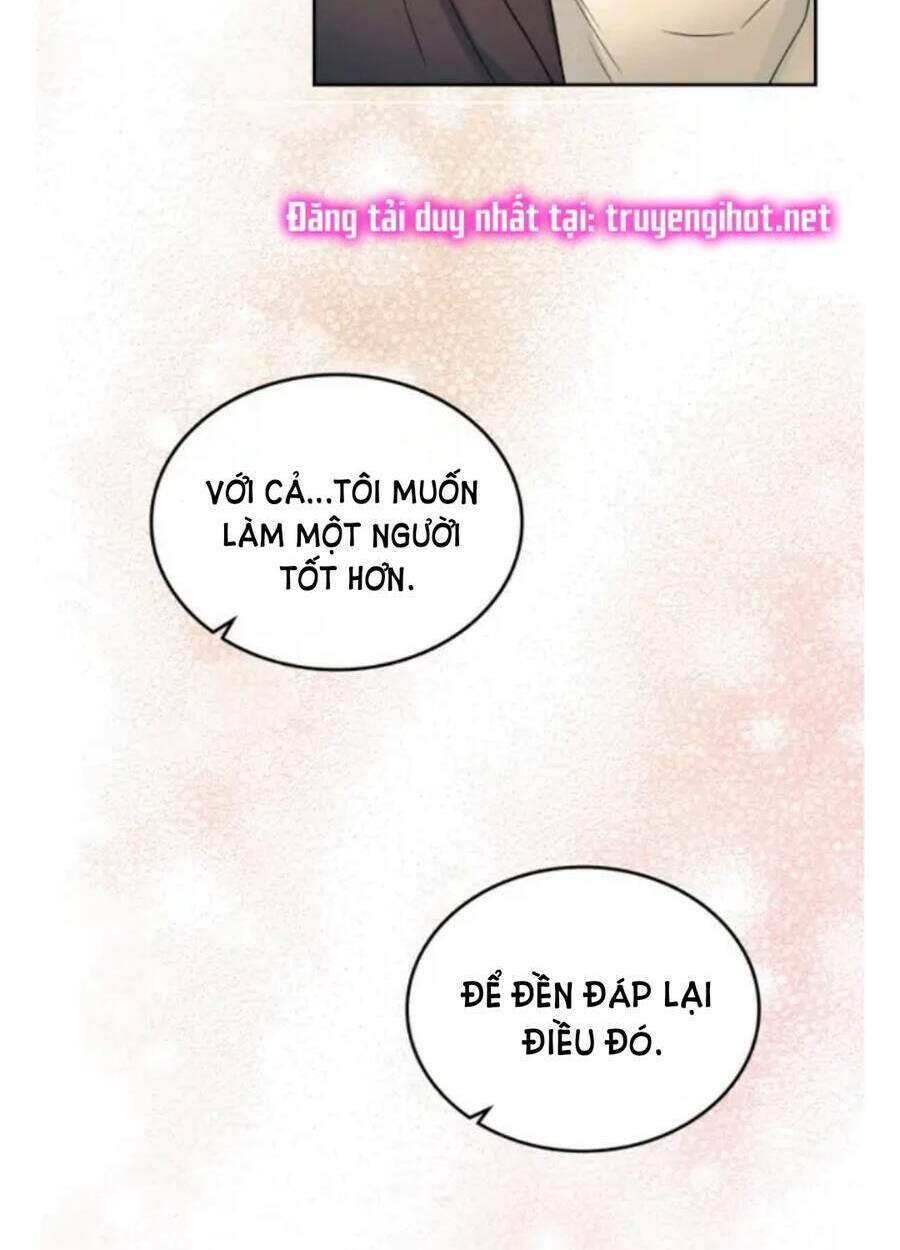 Đăng tải duy nhất tại: truyengihot.net
VỚI CẢ...TÔI MUỐN
LÀM MỘT NGƯỜI
TỐT HƠN.
ĐỂ ĐỀN ĐÁP LẠI
ĐIỀU ĐÓ.